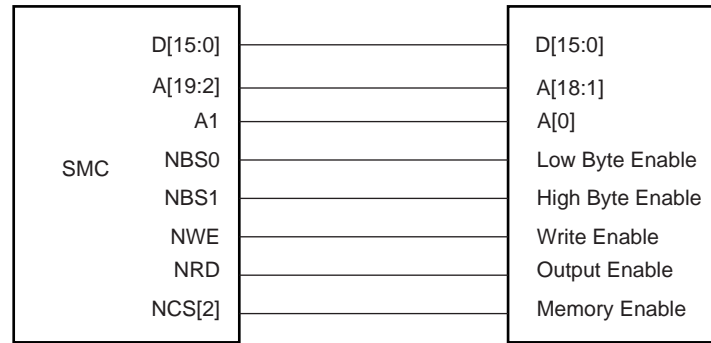 D[15:0] D[15:0]
A[19:2] A[18:1]
A1 A[0]
NBS0 Low Byte Enable
SMC
NBS1 High Byte Enable
NWE Write Enable
NRD Output Enable
NCS[2] Memory Enable